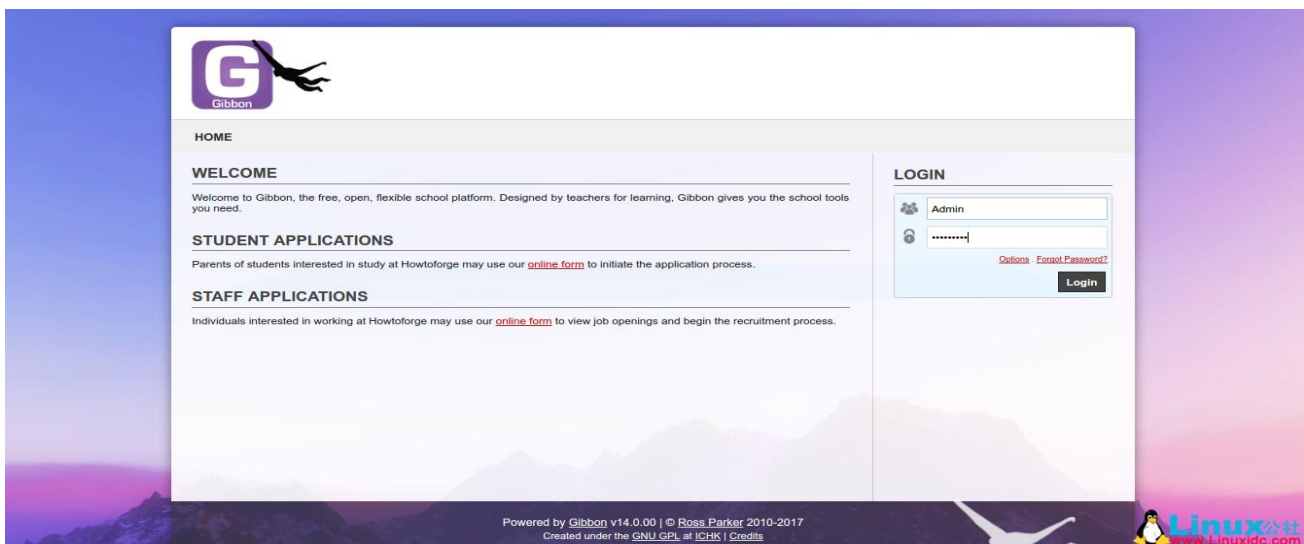 G
Gibbon
HOME
WELCOME
Welcome to Gibbon, the free, open, flexible school platform. Designed by teachers for learning, Gibbon gives you the school tools
you need.
STUDENT APPLICATIONS
Parents of students interested in study at Howtoforge may use our online form to initiate the application process.
STAFF APPLICATIONS
Individuals interested in working at Howtoforge may use our online form to view job openings and begin the recruitment process.
LOGIN
Admin
•••••••••
Options . Forgot Password?
Login
Powered by Gibbon v14.0.00 | © Ross Parker 2010-2017
Created under the GNU GPL at ICHK | Credits
Linux公社
www.Linuxidc.com